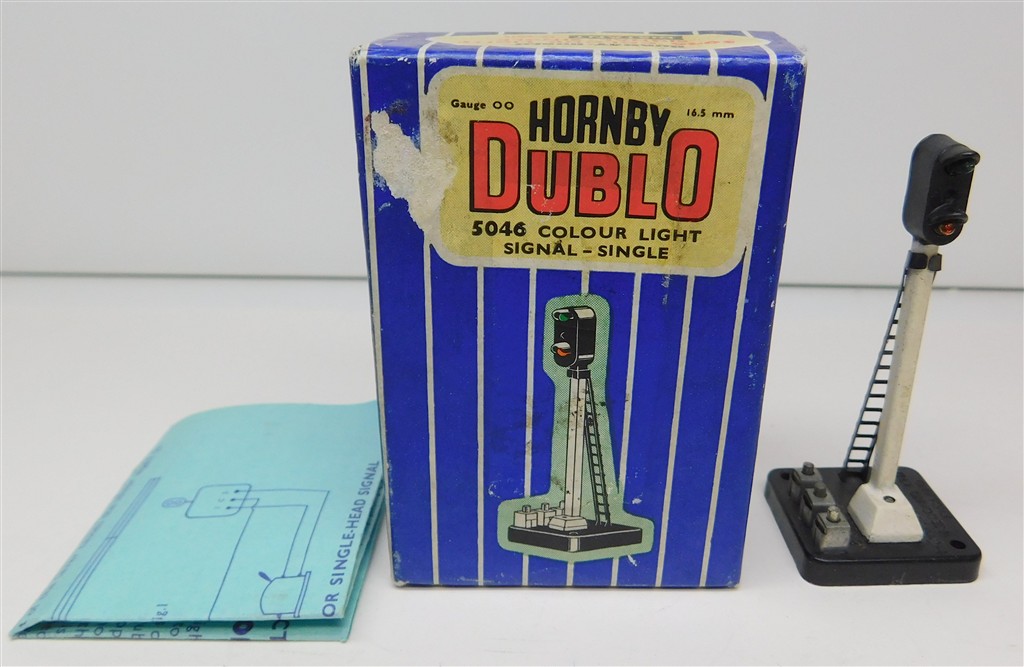 Gauge OO
HORNBY
16.5 mm
DUBLO
5046 COLOUR LIGHT
SIGNAL – SINGLE
OR SINGLE-HEAD SIGNAL